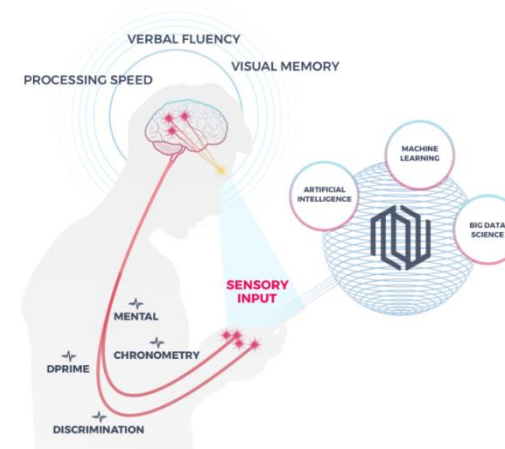 VERBAL FLUENCY
PROCESSING SPEED
VISUAL MEMORY
MACHINE
LEARNING
ARTIFICIAL
INTELLIGENCE
BIG DATA
SCIENCE
SENSORY
INPUT
MENTAL
CHRONOMETRY
DPRIME
DISCRIMINATION